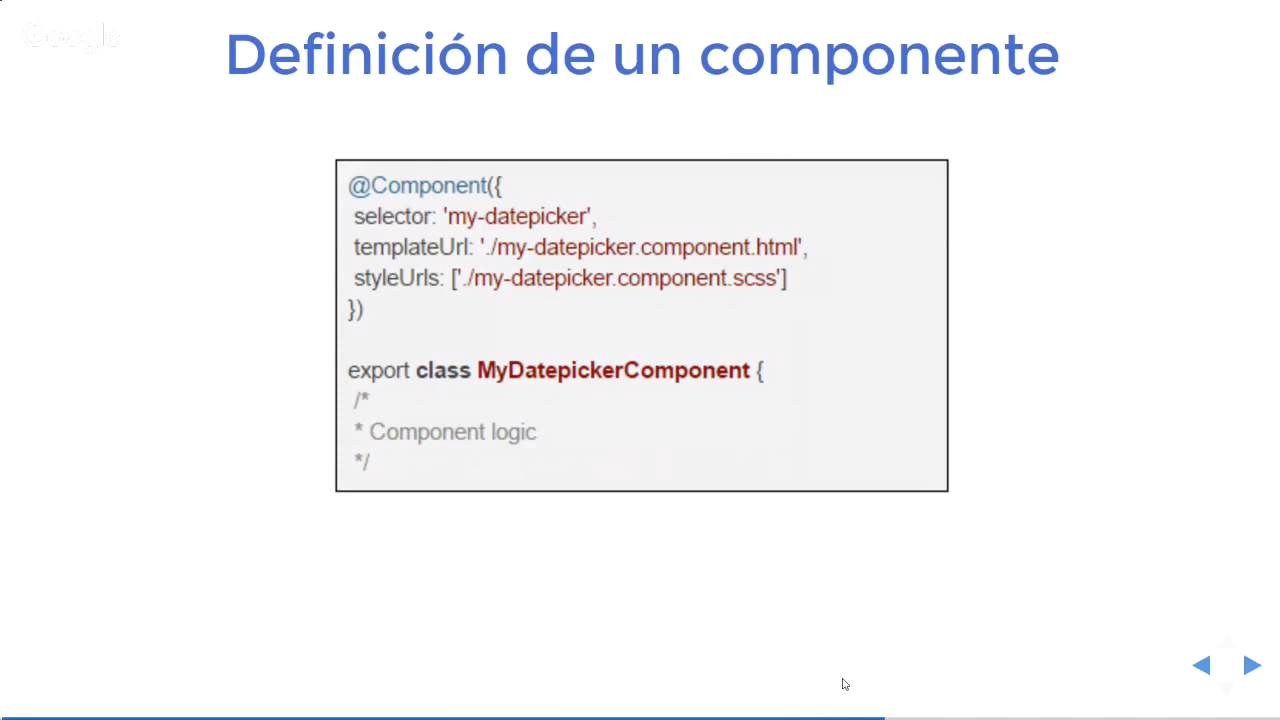 Google
Definición de un componente
@Component({
selector: 'my-datepicker',
templateUrl: './my-datepicker.component.html',
styleUrls: ['./my-datepicker.component.scss']
})
export class MyDatepickerComponent {
/*
* Component logic
*/